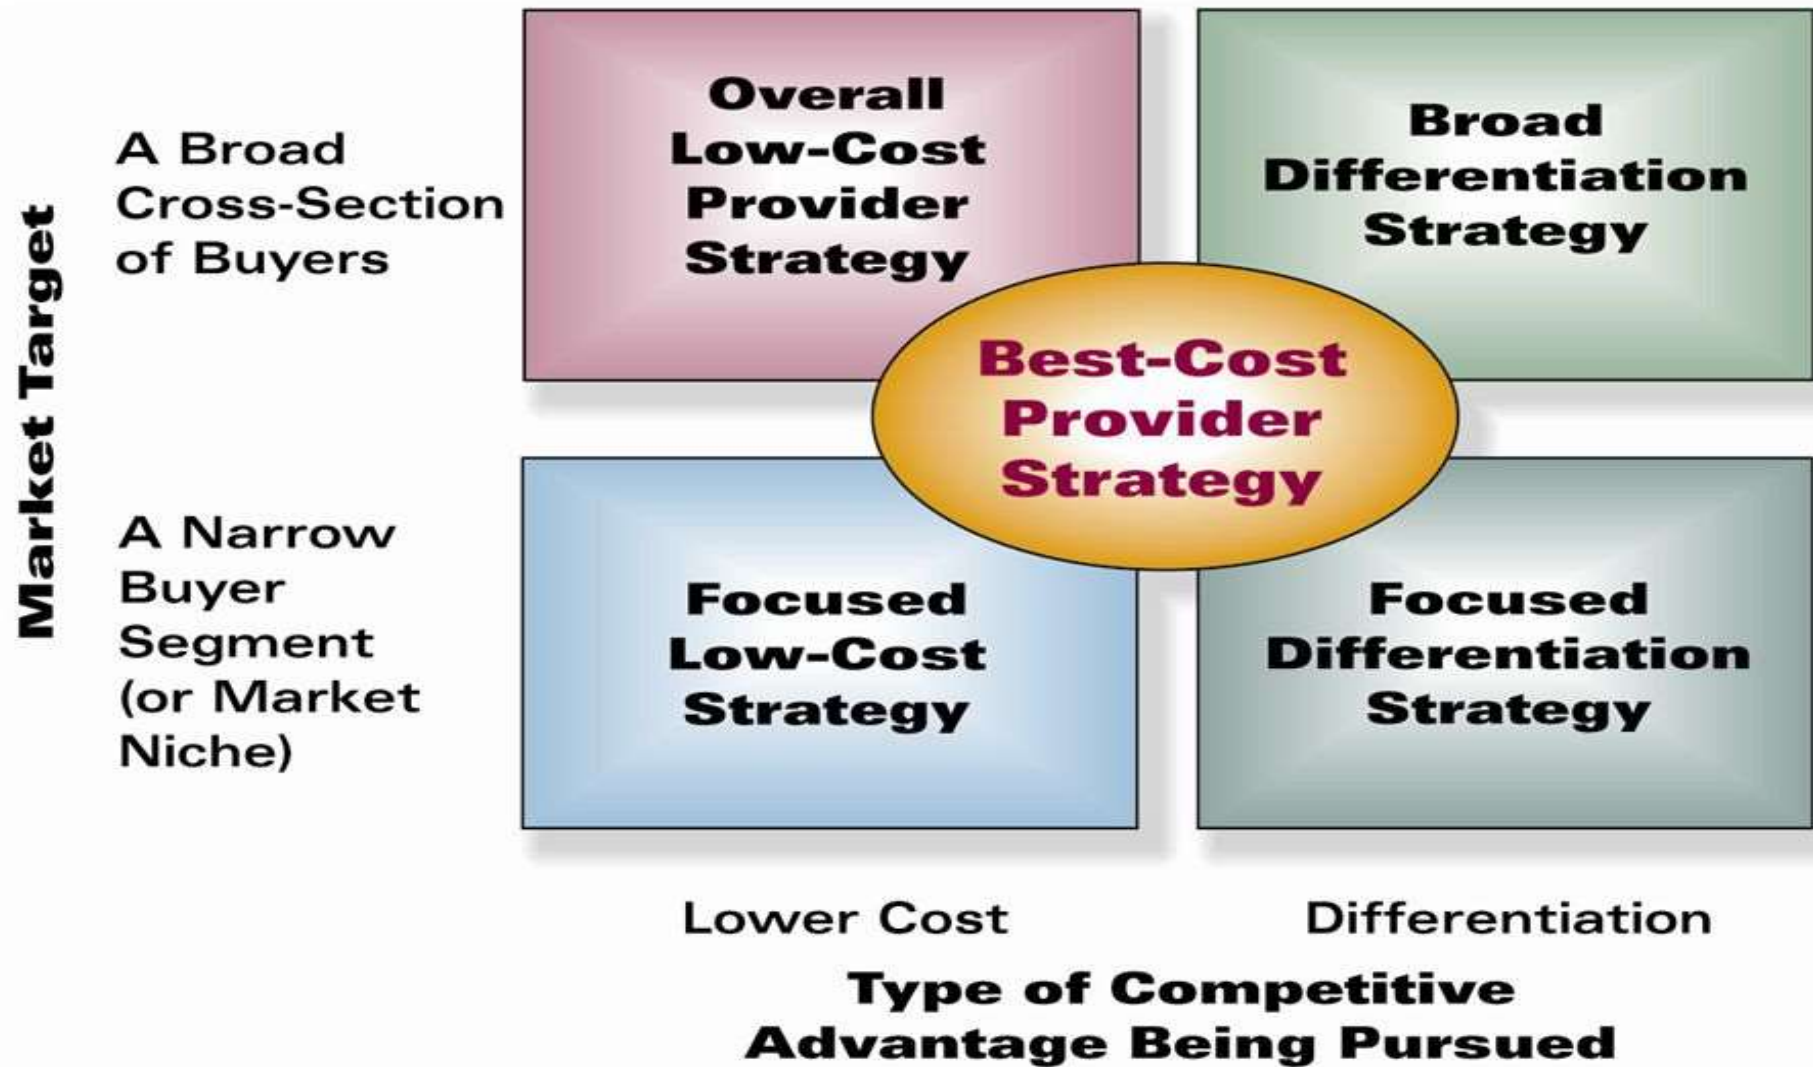 Market Target
A Broad
Cross-Section
of Buyers
Overall
Low-Cost
Provider
Strategy
Broad
Differentiation
Strategy
Best-Cost
Provider
Strategy
A Narrow
Buyer
Segment
(or Market
Niche)
Focused
Low-Cost
Strategy
Focused
Differentiation
Strategy
Lower Cost
Differentiation
Type of Competitive
Advantage Being Pursued